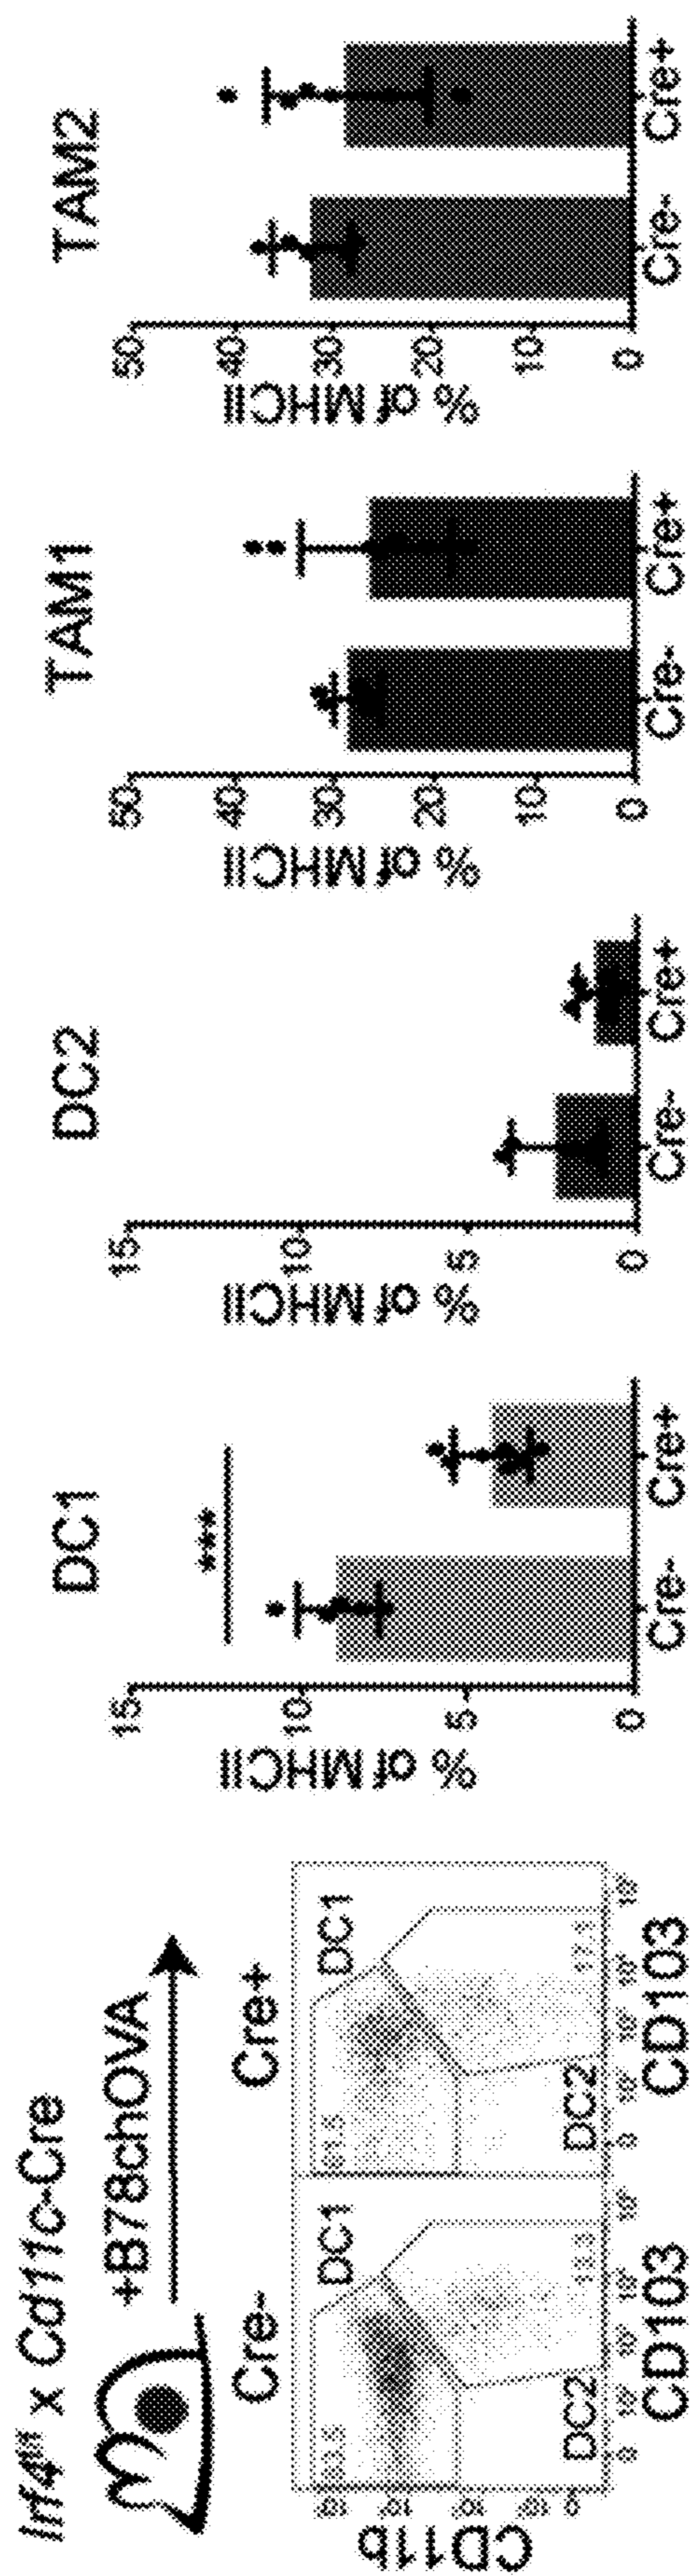 Irf4f/f x Cd11c-Cre
+B78chOVA
Cre-
Cre+
DC1
DC1
DC2
DC2
CD11b
CD103
CD103
DC1
***
% of MHCII
15
10
5
0
Cre-
Cre+
DC2
% of MHCII
15
10
5
0
Cre-
Cre+
TAM1
% of MHCII
50
40
30
20
10
0
Cre-
Cre+
TAM2
% of MHCII
50
40
30
20
10
0
Cre-
Cre+